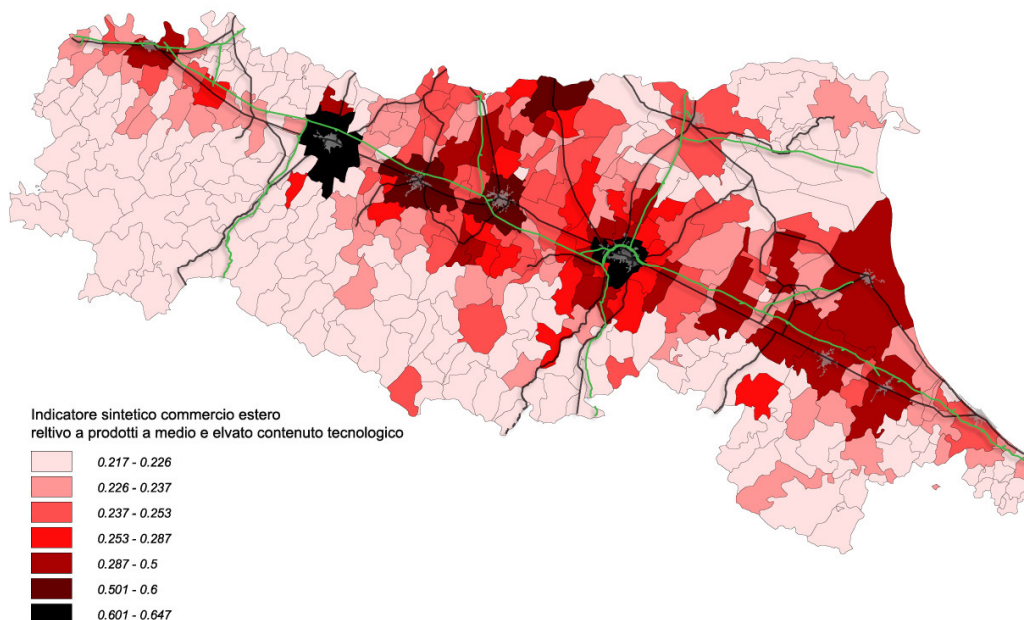 Indicatore sintetico commercio estero
reltivo a prodotti a medio e elvato contenuto tecnologico
0.217 - 0.226
0.226 - 0.237
0.237 - 0.253
0.253 - 0.287
0.287 - 0.5
0.501 - 0.6
0.601 - 0.647